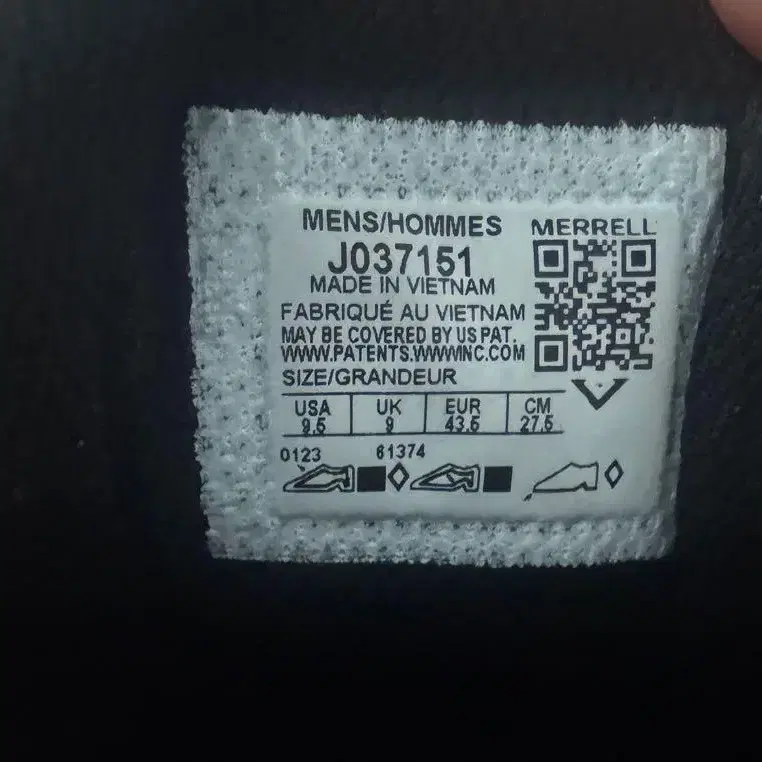 MENS/HOMMES
MERRELL
J037151
MADE IN VIETNAM
FABRIQUÉ AU VIETNAM
MAY BE COVERED BY US PAT.
WWW.PATENTS.WWWINC.COM
SIZE/GRANDEUR
USA UK EUR CM
9.5 9 43.5 27.5
0123 61374